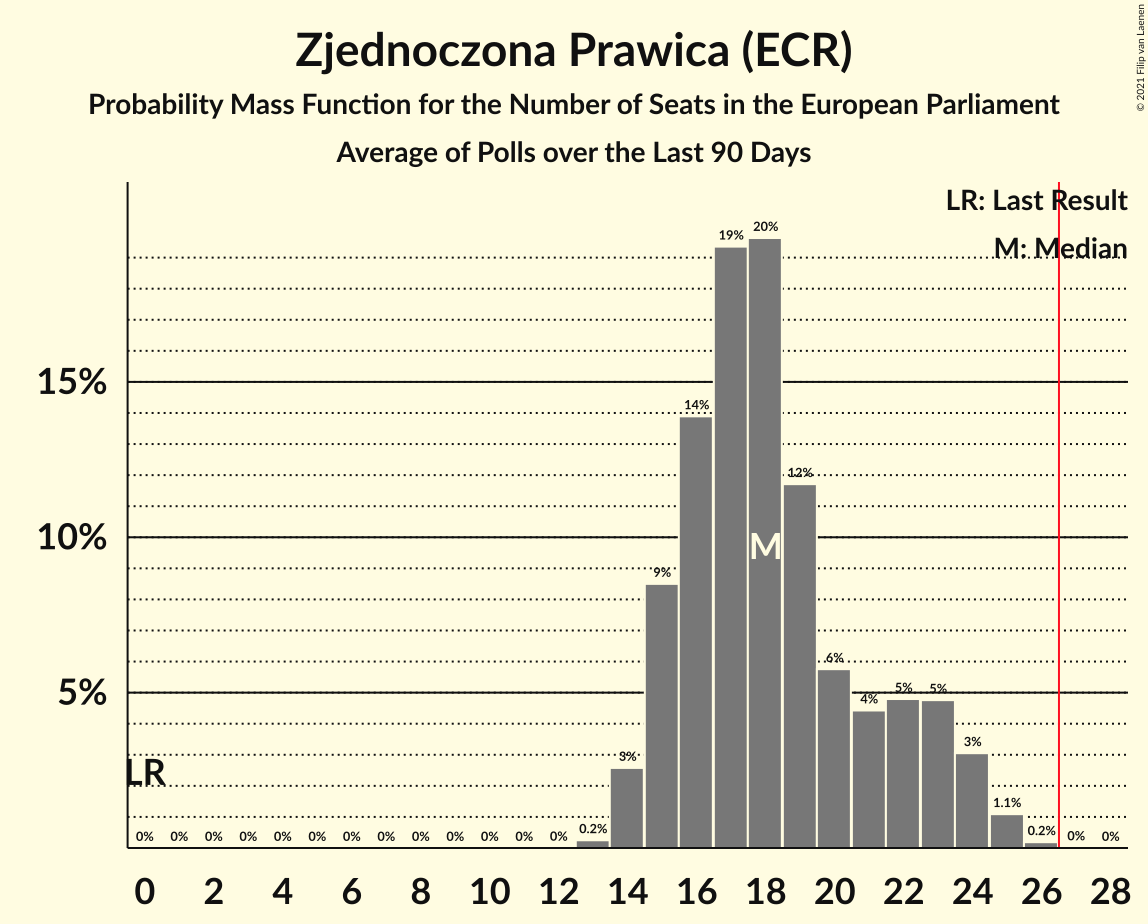 Zjednoczona Prawica (ECR)
Probability Mass Function for the Number of Seats in the European Parliament
Average of Polls over the Last 90 Days
© 2021 Filip van Laenen
LR: Last Result
M: Median
15%
10%
5%
0% 0% 0% 0% 0% 0% 0% 0% 0% 0% 0% 0% 0% 0.2% 3% 9% 14% 19% 20% 12% 6% 4% 5% 5% 3% 1.1% 0.2% 0% 0%
M
LR
0 2 4 6 8 10 12 14 16 18 20 22 24 26 28